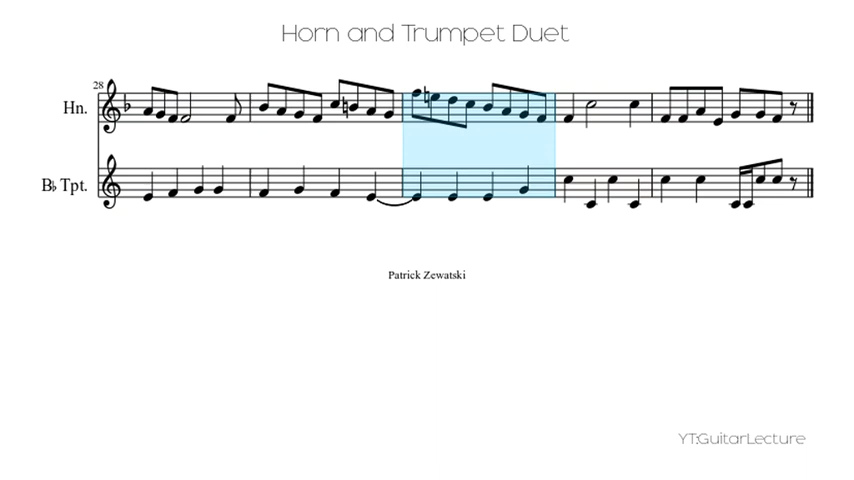 Horn and Trumpet Duet
28
Hn.
B♭ Tpt.
Patrick Zewatski
YT:GuitarLecture